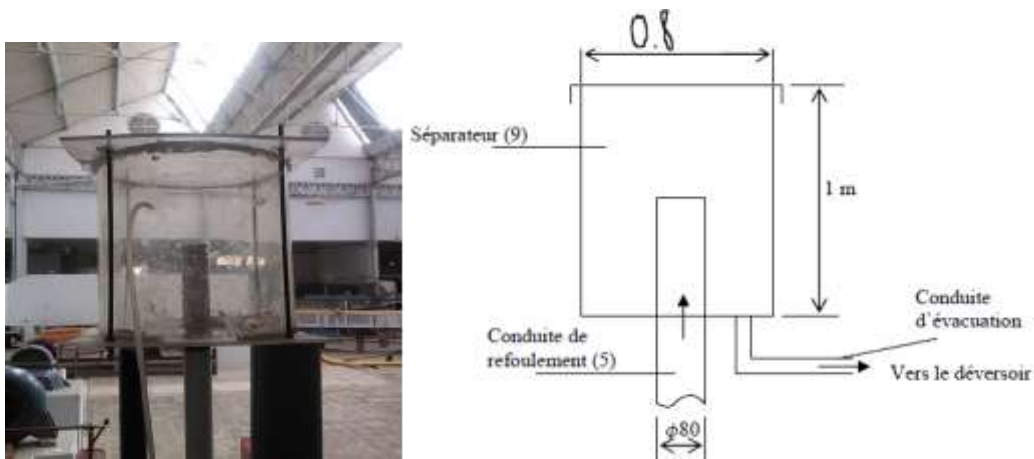 0.8
Séparateur (9)
1 m
Conduite
d'évacuation
Conduite de
refoulement (5)
Vers le déversoir
ϕ80